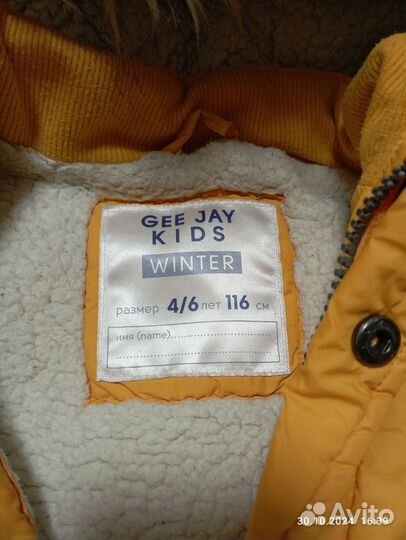 GEE JAY
KIDS
WINTER
размер 4/6 лет 116 см
имя (name)
30.10.2024 16:39
Avito